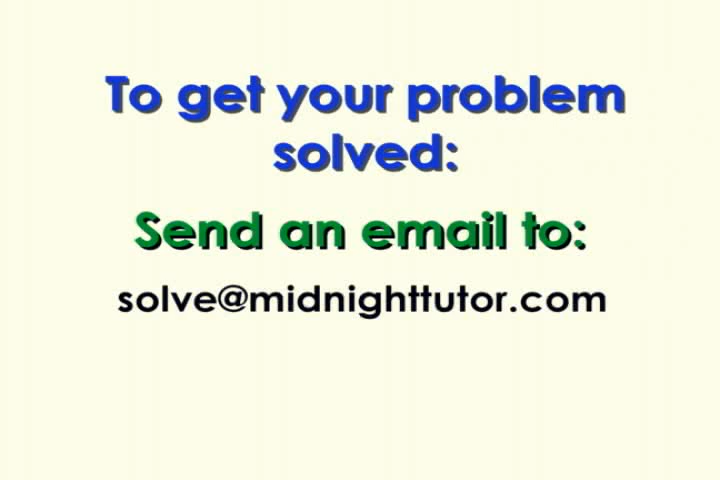 To get your problem
solved:
Send an email to:
solve@midnighttutor.com